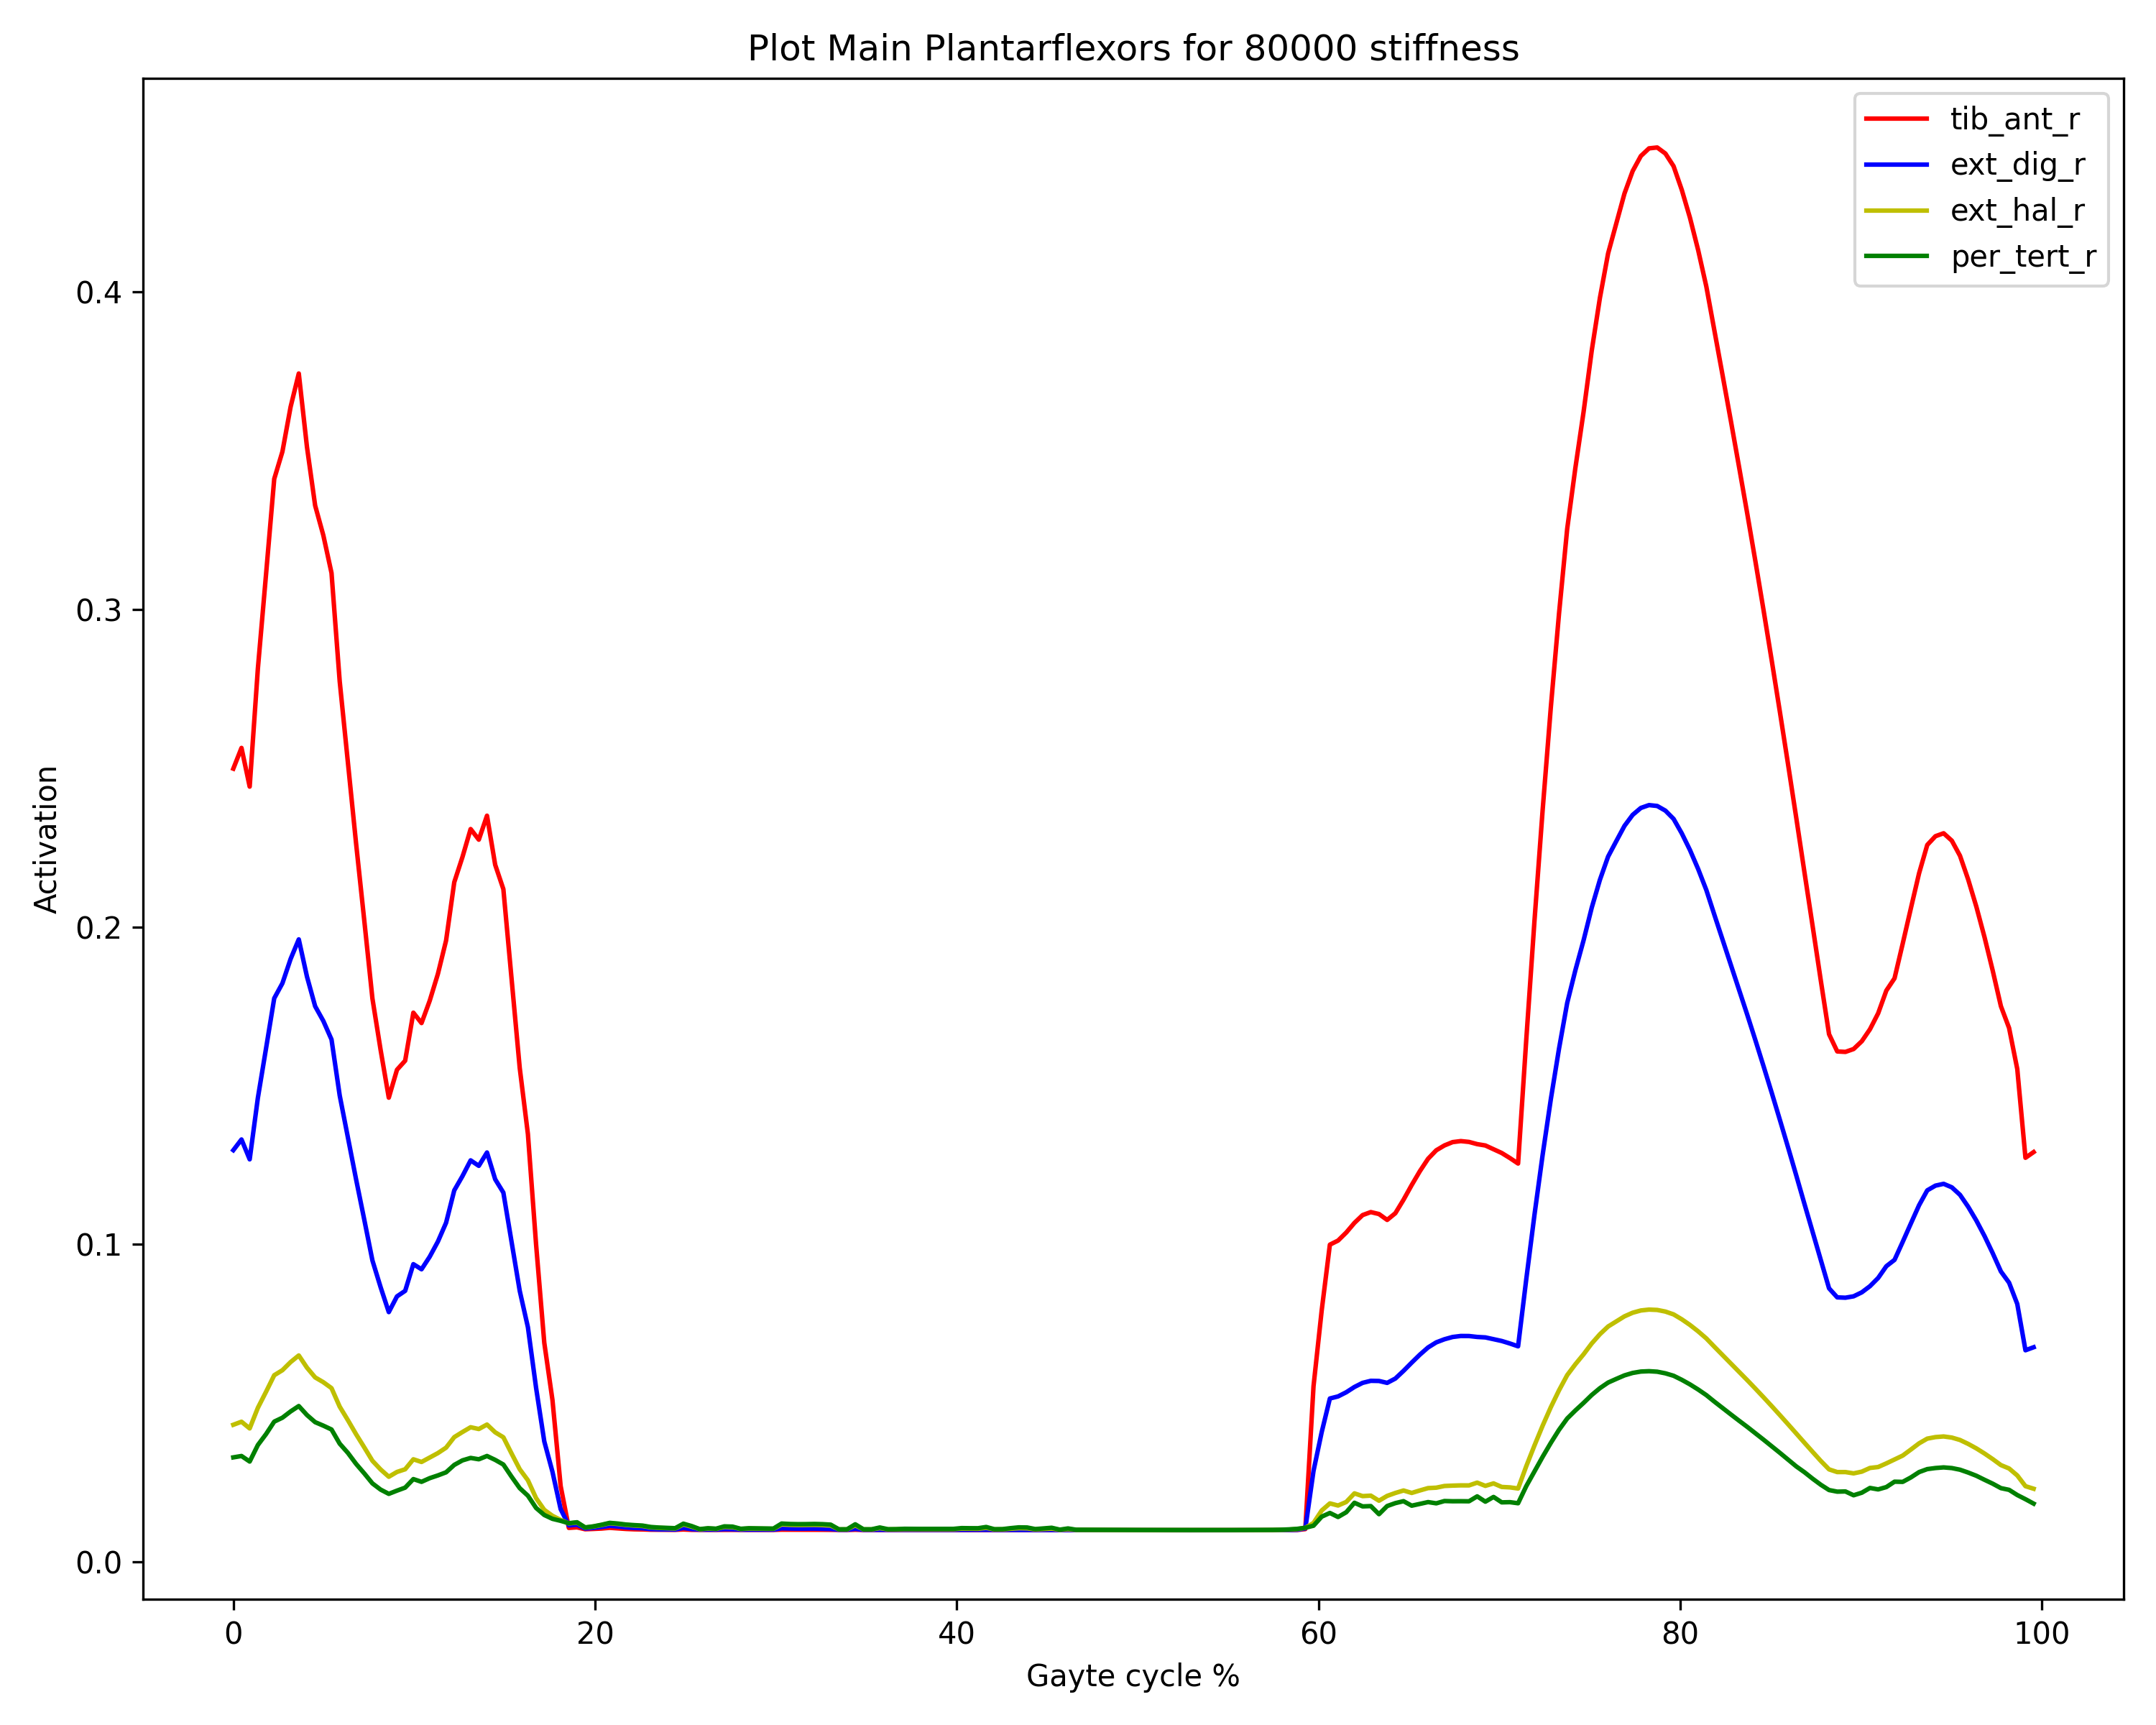 Plot Main Plantarflexors for 80000 stiffness
tib_ant_r
ext_dig_r
ext_hal_r
per_tert_r
Activation
0.4
0.3
0.2
0.1
0.0
0 20 40 60 80 100
Gayte cycle %